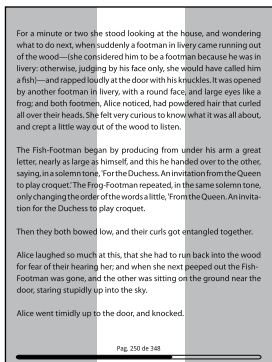 For a minute or two she stood looking at the house, and wondering
what to do next, when suddenly a footman in livery came running out
of the wood—(she considered him to be a footman because he was in
livery: otherwise, judging by his face only, she would have called him
a fish)—and rapped loudly at the door with his knuckles. It was opened
by another footman in livery, with a round face, and large eyes like a
frog; and both footmen, Alice noticed, had powdered hair that curled
all over their heads. She felt very curious to know what it was all about,
and crept a little way out of the wood to listen.
The Fish-Footman began by producing from under his arm a great
letter, nearly as large as himself, and this he handed over to the other,
saying, in a solemn tone, ‘For the Duchess. An invitation from the Queen
to play croquet.’ The Frog-Footman repeated, in the same solemn tone,
only changing the order of the words a little, ‘From the Queen. An invita-
tion for the Duchess to play croquet.
Then they both bowed low, and their curls got entangled together.
Alice laughed so much at this, that she had to run back into the wood
for fear of their hearing her; and when she next peeped out the Fish-
Footman was gone, and the other was sitting on the ground near the
door, staring stupidly up into the sky.
Alice went timidly up to the door, and knocked.
Pag. 250 de 348